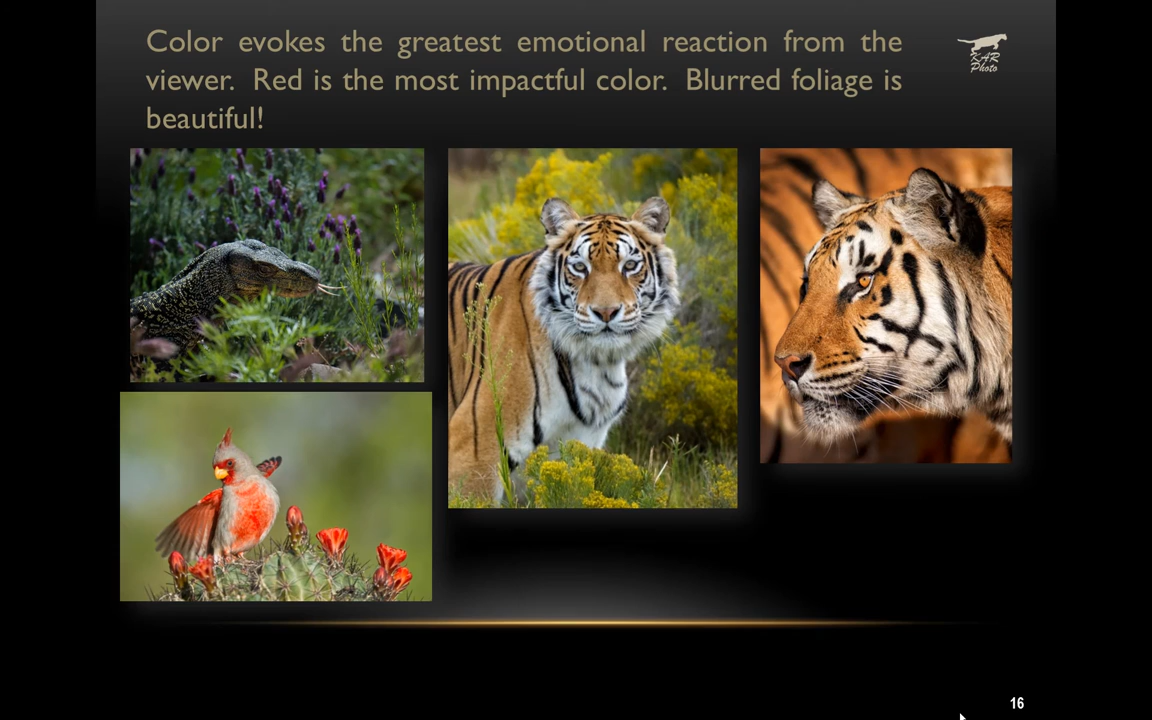 Color evokes the greatest emotional reaction from the
viewer. Red is the most impactful color. Blurred foliage is
beautiful!
KAR
Photo
16